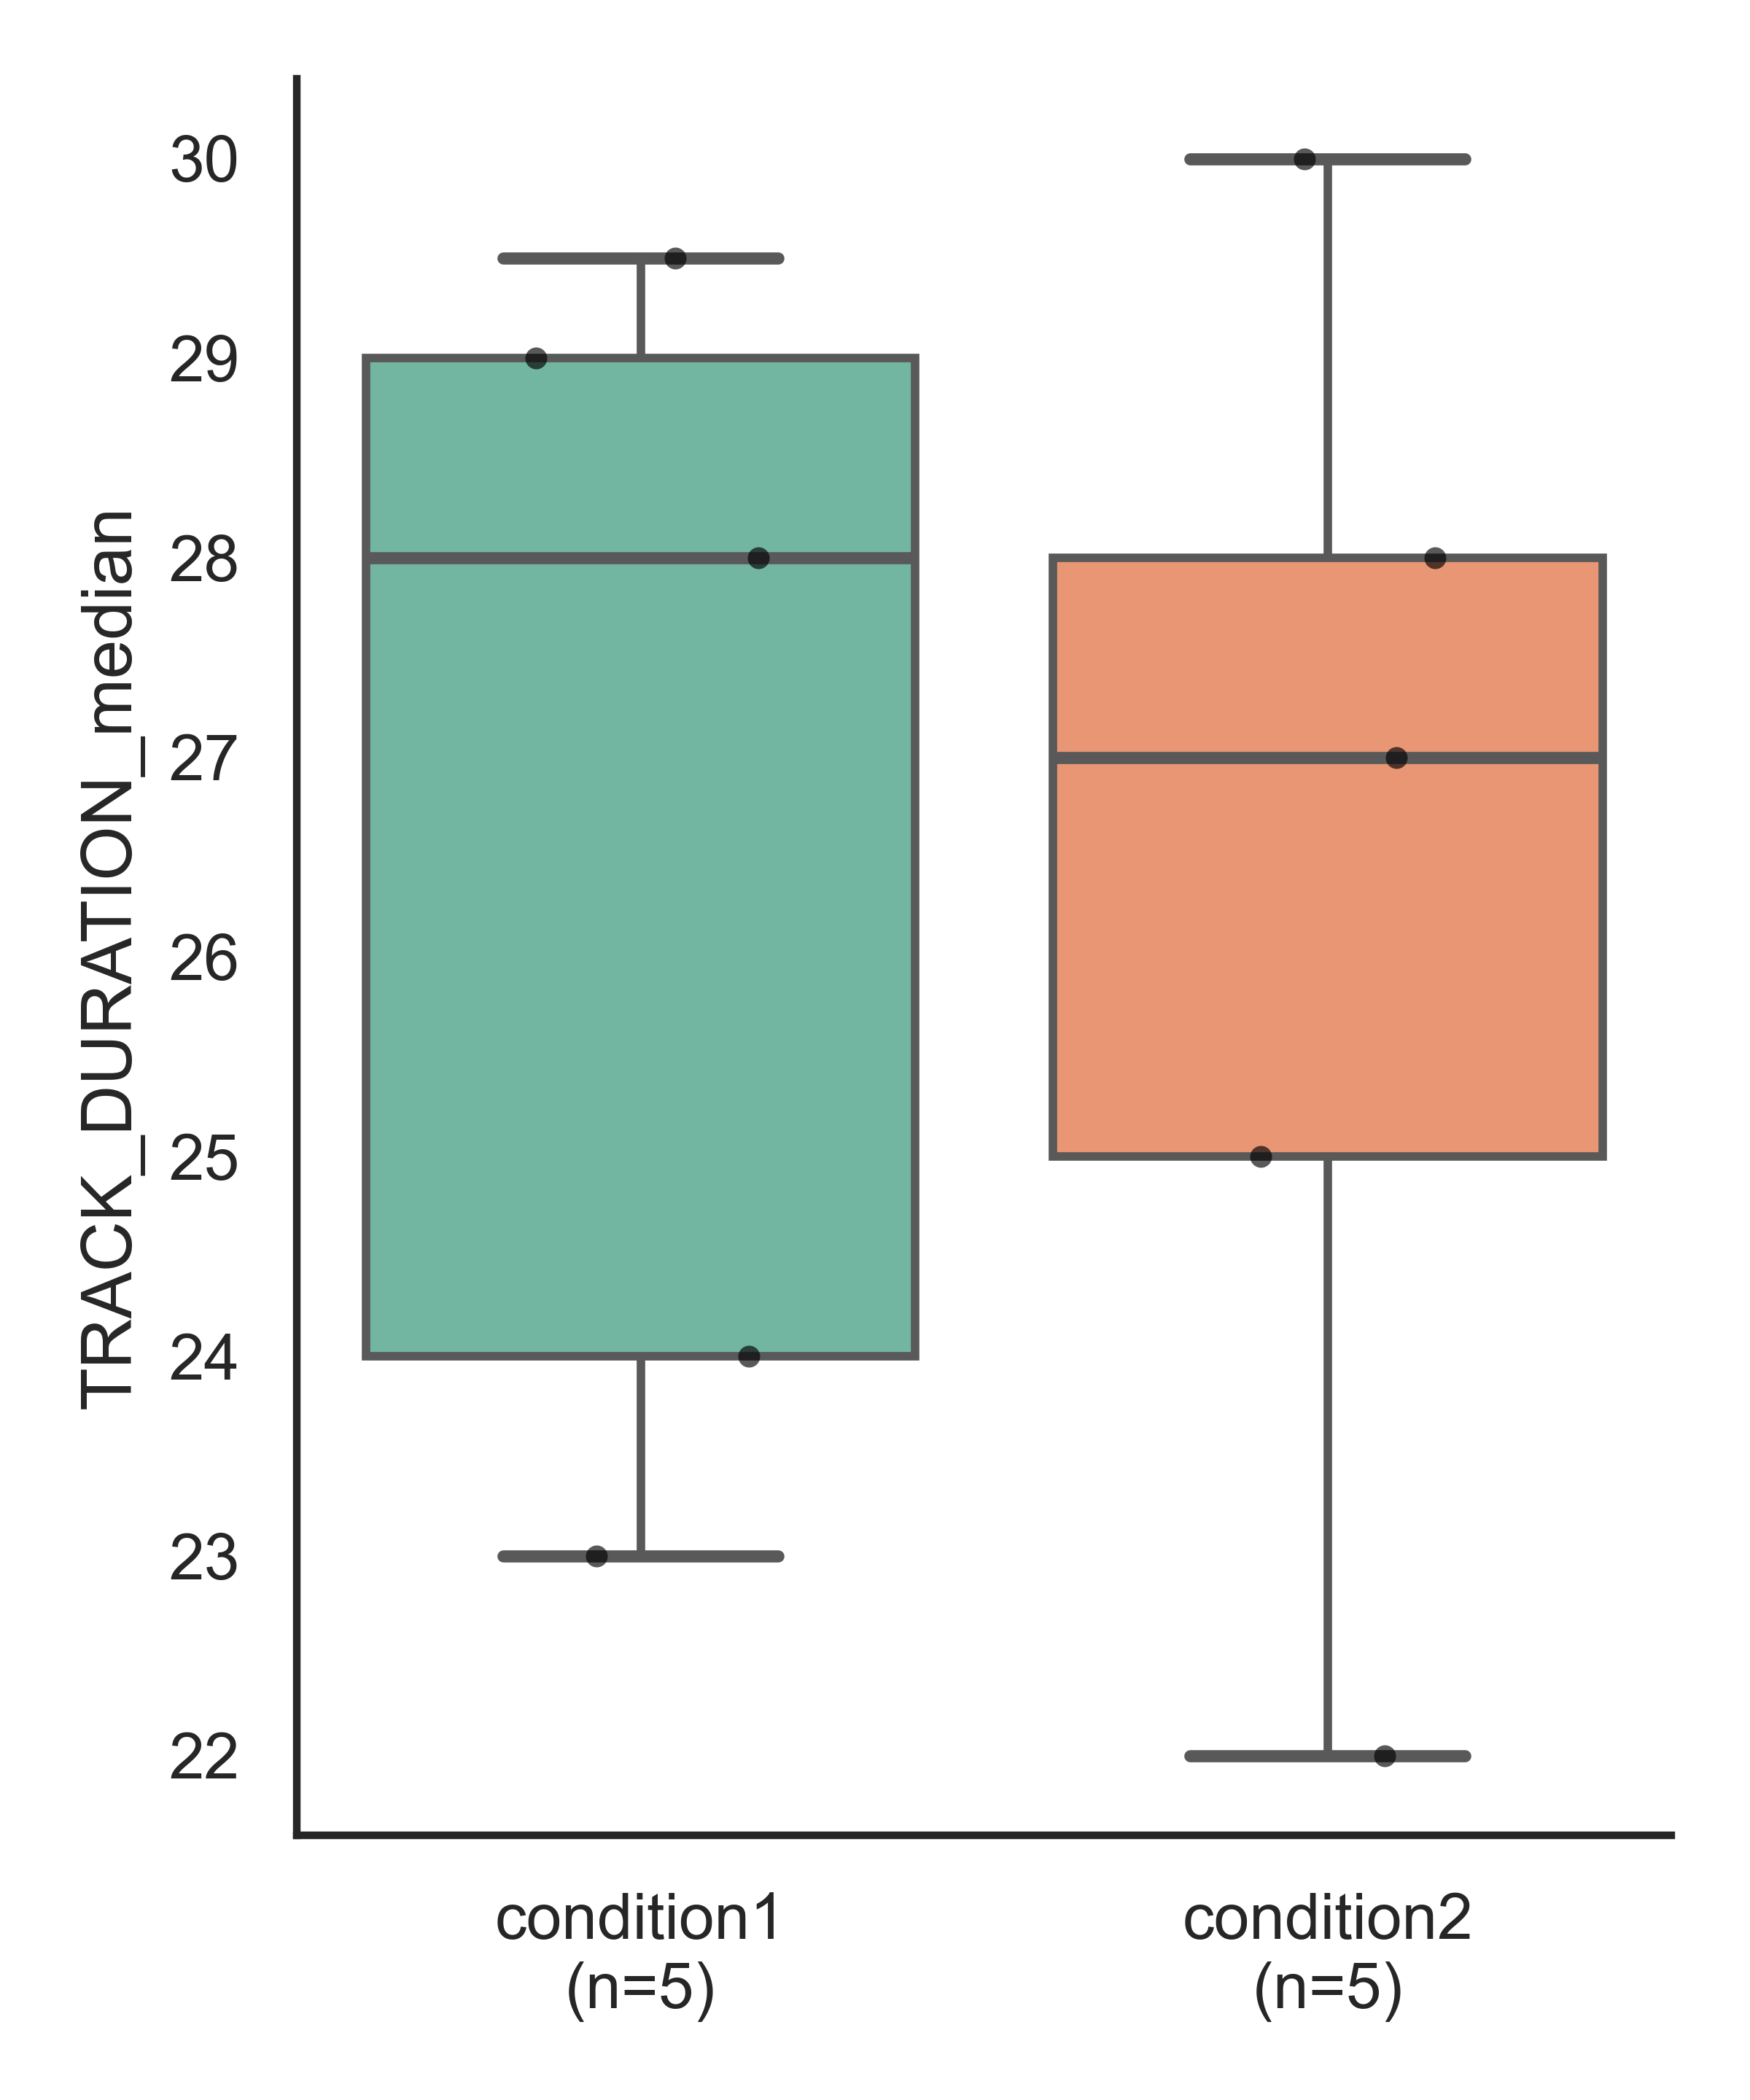 TRACK_DURATION_median
30
29
28
27
26
25
24
23
22
condition1
(n=5)
condition2
(n=5)